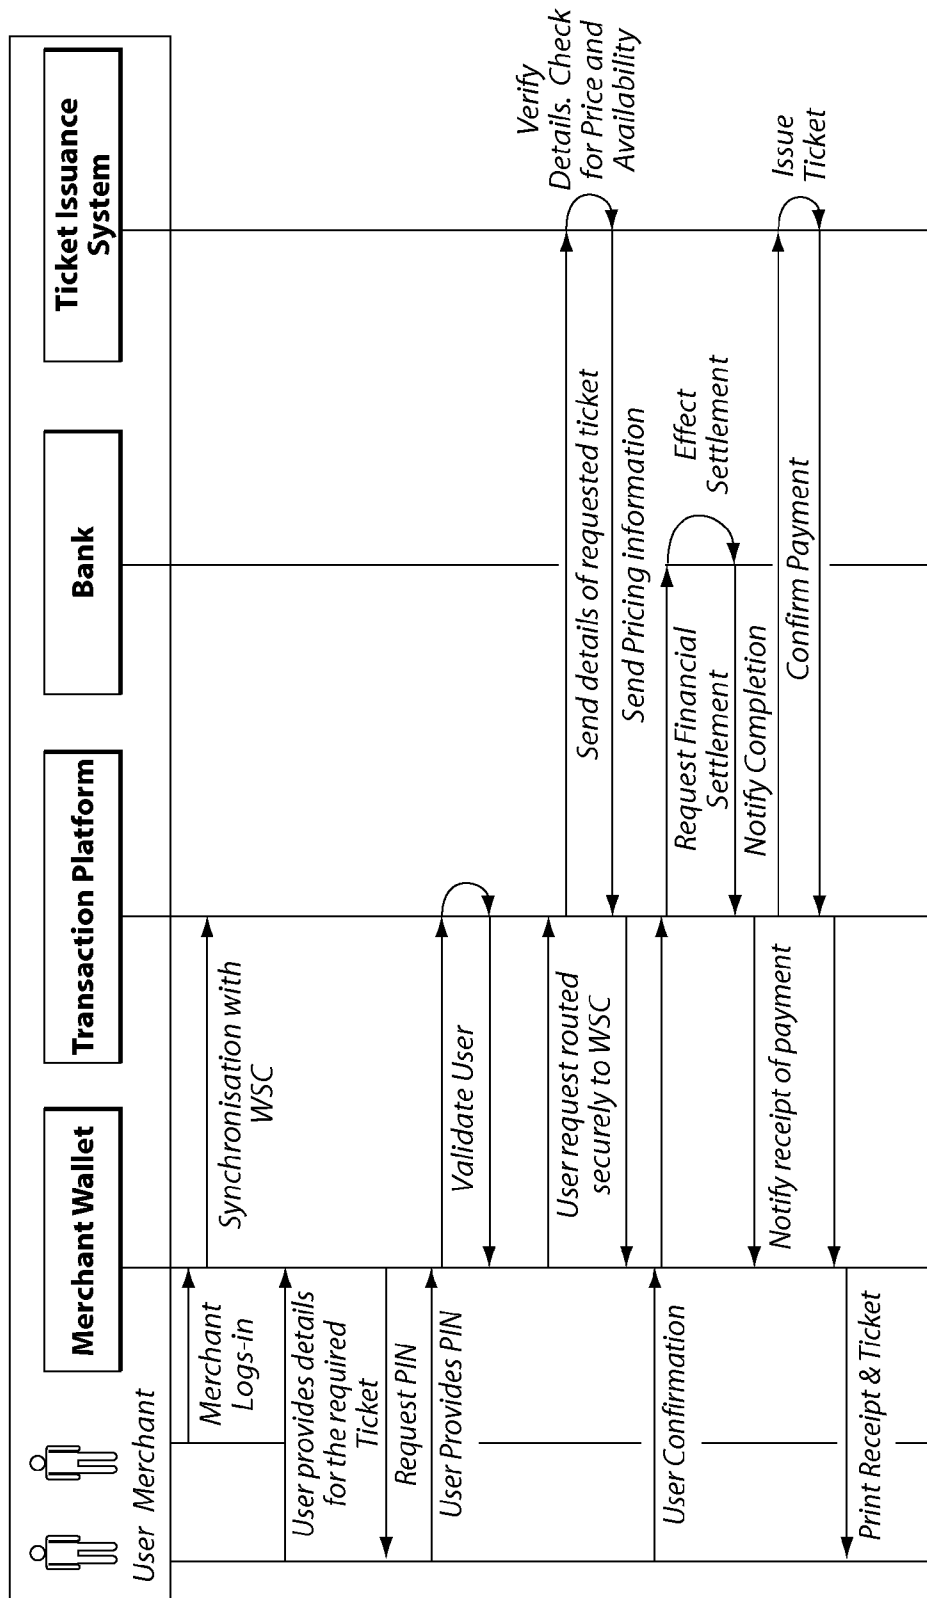 User
Merchant
Merchant Wallet
Transaction Platform
Bank
Ticket Issuance
System
Merchant
Logs-in
Synchronisation with
WSC
User provides details
for the required
Ticket
Request PIN
User Provides PIN
Validate User
User request routed
securely to WSC
Send details of requested ticket
Verify
Details. Check
for Price and
Availability
Send Pricing information
User Confirmation
Request Financial
Settlement
Effect
Settlement
Notify Completion
Notify receipt of payment
Confirm Payment
Issue
Ticket
Print Receipt & Ticket